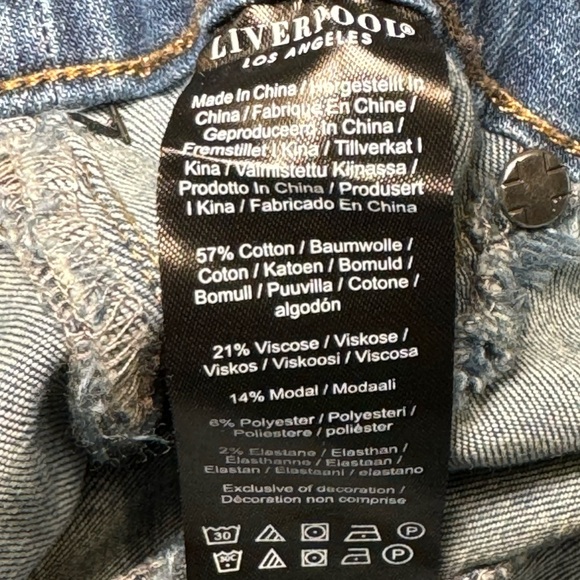 LIVERPOOL®
LOS ANGELES
Made In China / Hergestellt In
China / Fabriqué En Chine /
Geproduceerd In China /
Fremstillet I Kina / Tillverkat I
Kina / Valmistettu Kiinassa /
Prodotto In China / Produsert
I Kina / Fabricado En China
57% Cotton / Baumwolle /
Coton / Katoen / Bomuld /
Bomull / Puuvilla / Cotone /
algodón
21% Viscose / Viskose /
Viskos / Viskoosi / Viscosa
14% Modal / Modaali
6% Polyester / Polyesteri /
Poliestere / poliéster
2% Elastane / Elasthan /
Elasthanne / Elastaan /
Elastan / Elastaani / elastano
Exclusive of decoration /
Décoration non comprise
30 P
P